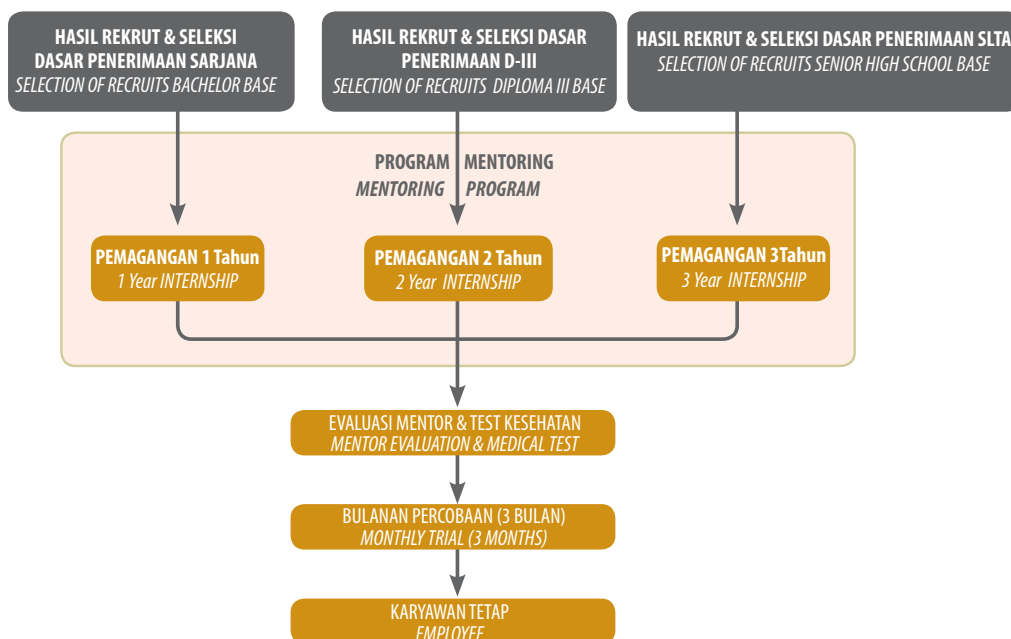 HASIL REKRUT & SELEKSI
DASAR PENERIMAAN SARJANA
SELECTION OF RECRUITS BACHELOR BASE
HASIL REKRUT & SELEKSI DASAR
PENERIMAAN D-III
SELECTION OF RECRUITS DIPLOMA III BASE
HASIL REKRUT & SELEKSI DASAR PENERIMAAN SLTA
SELECTION OF RECRUITS SENIOR HIGH SCHOOL BASE
PROGRAM MENTORING
MENTORING PROGRAM
PEMAGANGAN 1 Tahun
1 Year INTERNSHIP
PEMAGANGAN 2 Tahun
2 Year INTERNSHIP
PEMAGANGAN 3Tahun
3 Year INTERNSHIP
EVALUASI MENTOR & TEST KESEHATAN
MENTOR EVALUATION & MEDICAL TEST
BULANAN PERCOBAAN (3 BULAN)
MONTHLY TRIAL (3 MONTHS)
KARYAWAN TETAP
EMPLOYEE